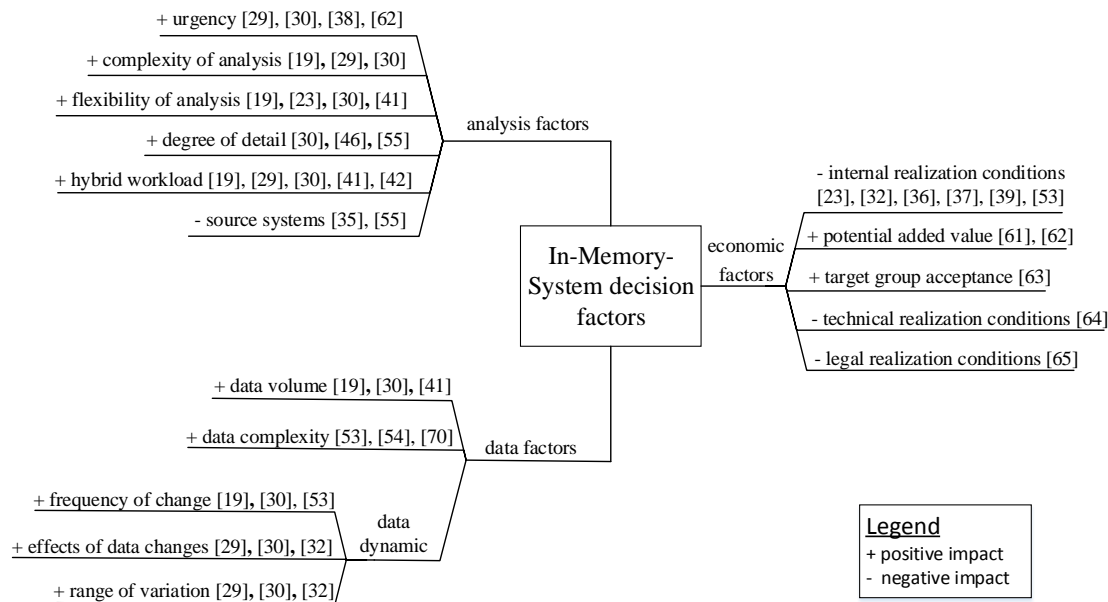 + urgency [29], [30], [38], [62]
+ complexity of analysis [19], [29], [30]
+ flexibility of analysis [19], [23], [30], [41]
+ degree of detail [30], [46], [55]
+ hybrid workload [19], [29], [30], [41], [42]
- source systems [35], [55]
analysis factors
In-Memory-
System decision
factors
economic
factors
- internal realization conditions
[23], [32], [36], [37], [39], [53]
+ potential added value [61], [62]
+ target group acceptance [63]
- technical realization conditions [64]
- legal realization conditions [65]
+ data volume [19], [30], [41]
+ data complexity [53], [54], [70]
data factors
+ frequency of change [19], [30], [53]
+ effects of data changes [29], [30], [32]
+ range of variation [29], [30], [32]
data
dynamic
Legend
+ positive impact
- negative impact